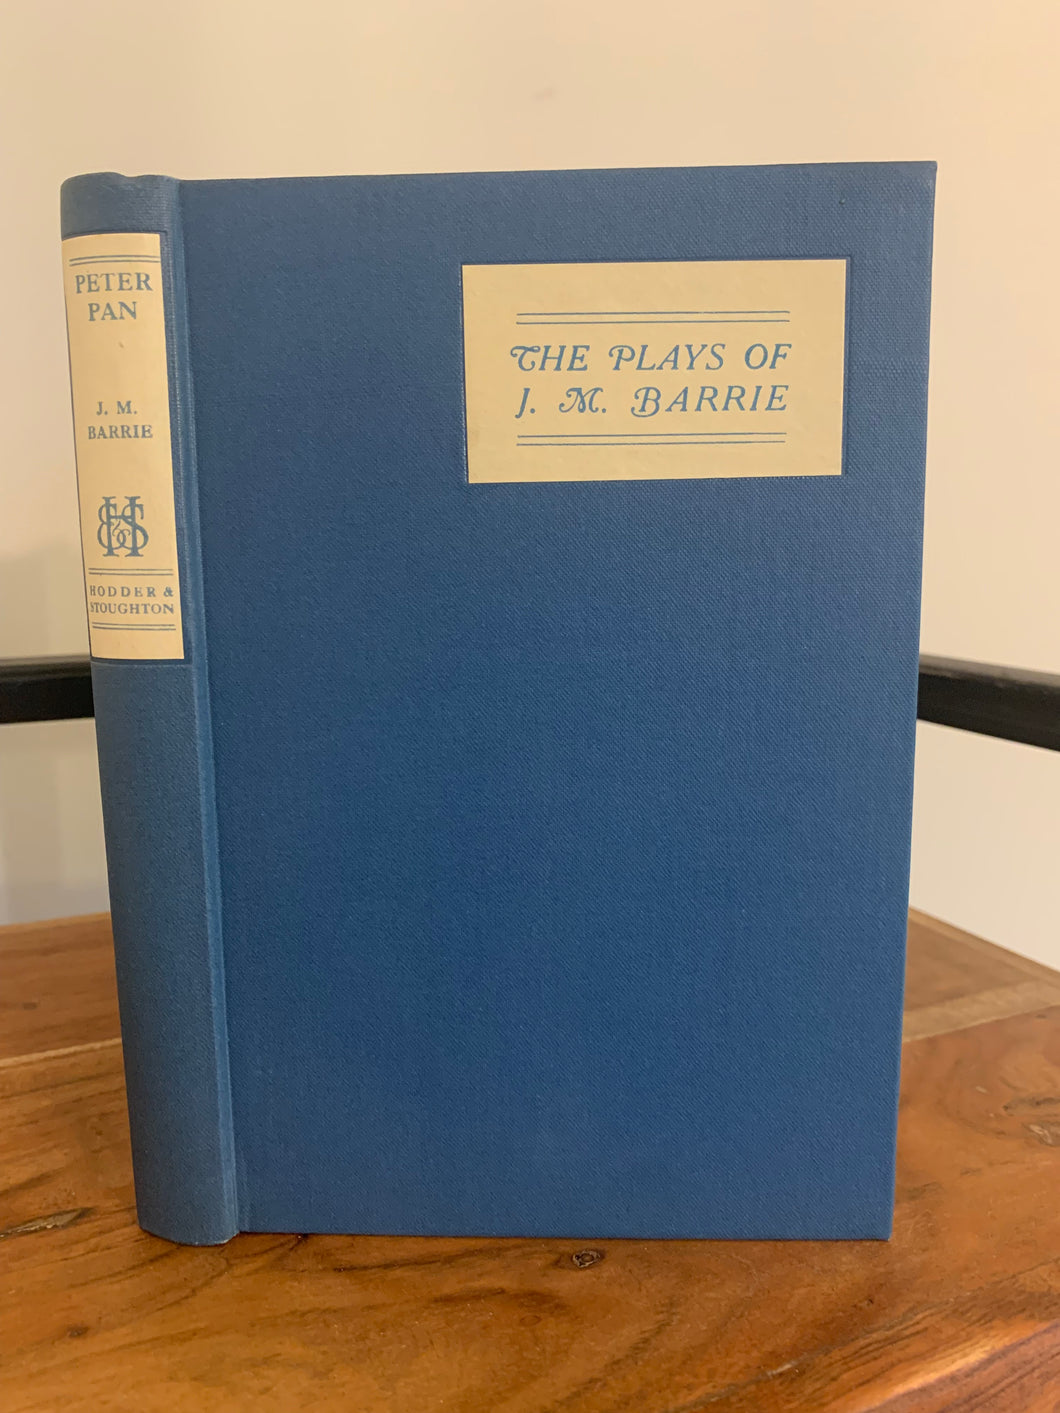 PETER
PAN
J. M.
BARRIE
H&S
HODDER &
STOUGHTON
THE PLAYS OF
J. M. BARRIE